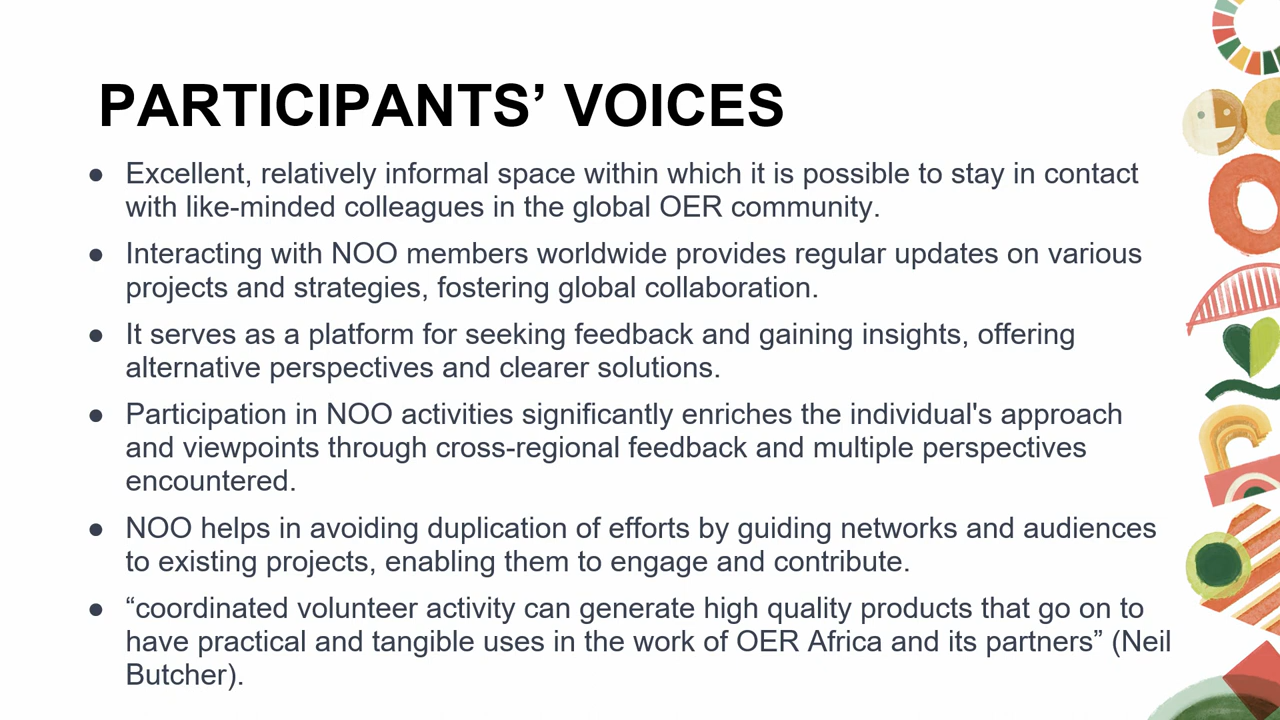 PARTICIPANTS’ VOICES
● Excellent, relatively informal space within which it is possible to stay in contact
with like-minded colleagues in the global OER community.
● Interacting with NOO members worldwide provides regular updates on various
projects and strategies, fostering global collaboration.
● It serves as a platform for seeking feedback and gaining insights, offering
alternative perspectives and clearer solutions.
● Participation in NOO activities significantly enriches the individual's approach
and viewpoints through cross-regional feedback and multiple perspectives
encountered.
● NOO helps in avoiding duplication of efforts by guiding networks and audiences
to existing projects, enabling them to engage and contribute.
● “coordinated volunteer activity can generate high quality products that go on to
have practical and tangible uses in the work of OER Africa and its partners” (Neil
Butcher).